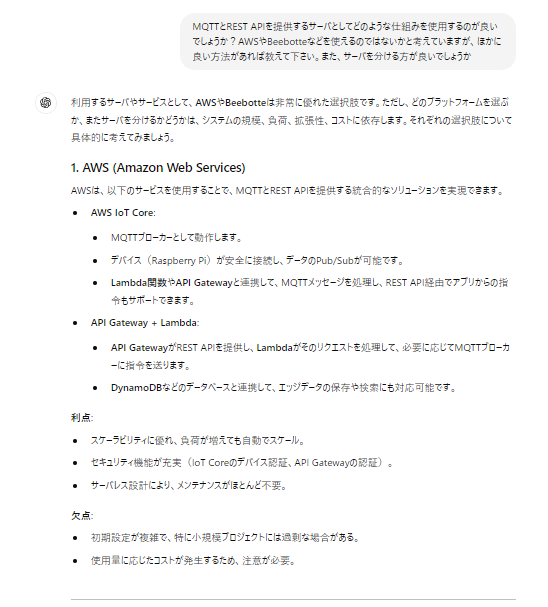 MQTTとREST APIを提供するサーバとしてどのような仕組みを使用するのが良い
でしょうか？AWSやBeebotteなどを使えるのではないかと考えていますが、ほかに
良い方法があれば教えて下さい。また、サーバを分ける方が良いでしょうか
利用するサーバやサービスとして、AWSやBeebotteは非常に優れた選択肢です。ただし、どのプラットフォームを選ぶ
か、またサーバを分けるかどうかは、システムの規模、負荷、拡張性、コストに依存します。それぞれの選択肢について
具体的に考えてみましょう。
1. AWS (Amazon Web Services)
AWSは、以下のサービスを使用することで、MQTTとREST APIを提供する統合的なソリューションを実現できます。
• AWS IoT Core:
• MQTTブローカーとして動作します。
• デバイス（Raspberry Pi）が安全に接続し、データのPub/Subが可能です。
• Lambda関数やAPI Gatewayと連携して、MQTTメッセージを処理し、REST API経由でアプリからの指
令もサポートできます。
• API Gateway + Lambda:
• API GatewayがREST APIを提供し、Lambdaがそのリクエストを処理して、必要に応じてMQTTブローカ
ーに指令を送ります。
• DynamoDBなどのデータベースと連携して、エッジデータの保存や検索にも対応可能です。
利点:
• スケーラビリティに優れ、負荷が増えても自動でスケール。
• セキュリティ機能が充実（IoT Coreのデバイス認証、API Gatewayの認証）。
• サーバレス設計により、メンテナンスがほとんど不要。
欠点:
• 初期設定が複雑で、特に小規模プロジェクトには過剰な場合がある。
• 使用量に応じたコストが発生するため、注意が必要。